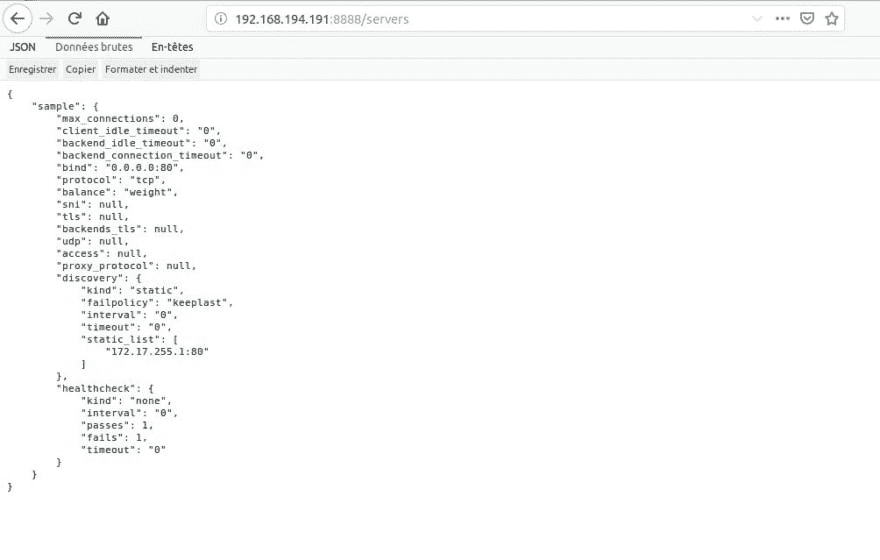 192.168.194.191:8888/servers
JSON Données brutes En-têtes
Enregistrer Copier Formater et indenter
{
    "sample": {
        "max_connections": 0,
        "client_idle_timeout": "0",
        "backend_idle_timeout": "0",
        "backend_connection_timeout": "0",
        "bind": "0.0.0.0:80",
        "protocol": "tcp",
        "balance": "weight",
        "sni": null,
        "tls": null,
        "backends_tls": null,
        "udp": null,
        "access": null,
        "proxy_protocol": null,
        "discovery": {
            "kind": "static",
            "failpolicy": "keeplast",
            "interval": "0",
            "timeout": "0",
            "static_list": [
                "172.17.255.1:80"
            ]
        },
        "healthcheck": {
            "kind": "none",
            "interval": "0",
            "passes": 1,
            "fails": 1,
            "timeout": "0"
        }
    }
}